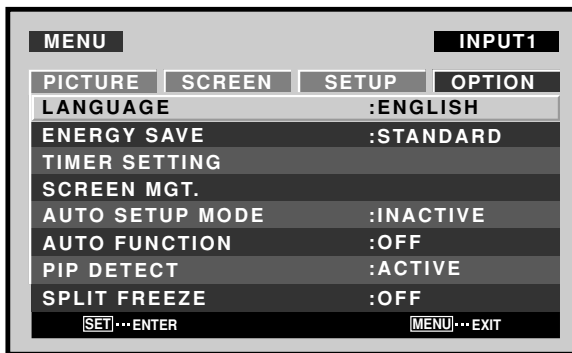 MENU INPUT1
PICTURE SCREEN SETUP OPTION
LANGUAGE :ENGLISH
ENERGY SAVE :STANDARD
TIMER SETTING
SCREEN MGT.
AUTO SETUP MODE :INACTIVE
AUTO FUNCTION :OFF
PIP DETECT :ACTIVE
SPLIT FREEZE :OFF
SET···ENTER MENU···EXIT